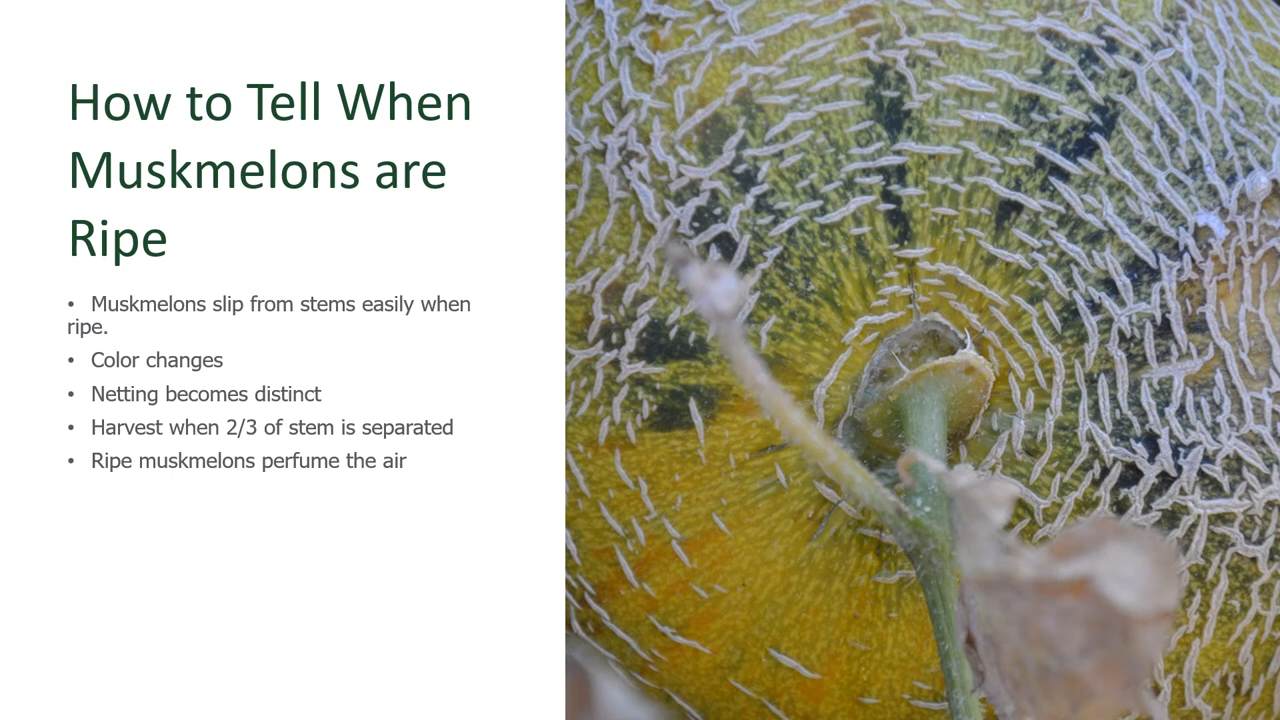 How to Tell When
Muskmelons are
Ripe
• Muskmelons slip from stems easily when
ripe.
• Color changes
• Netting becomes distinct
• Harvest when 2/3 of stem is separated
• Ripe muskmelons perfume the air